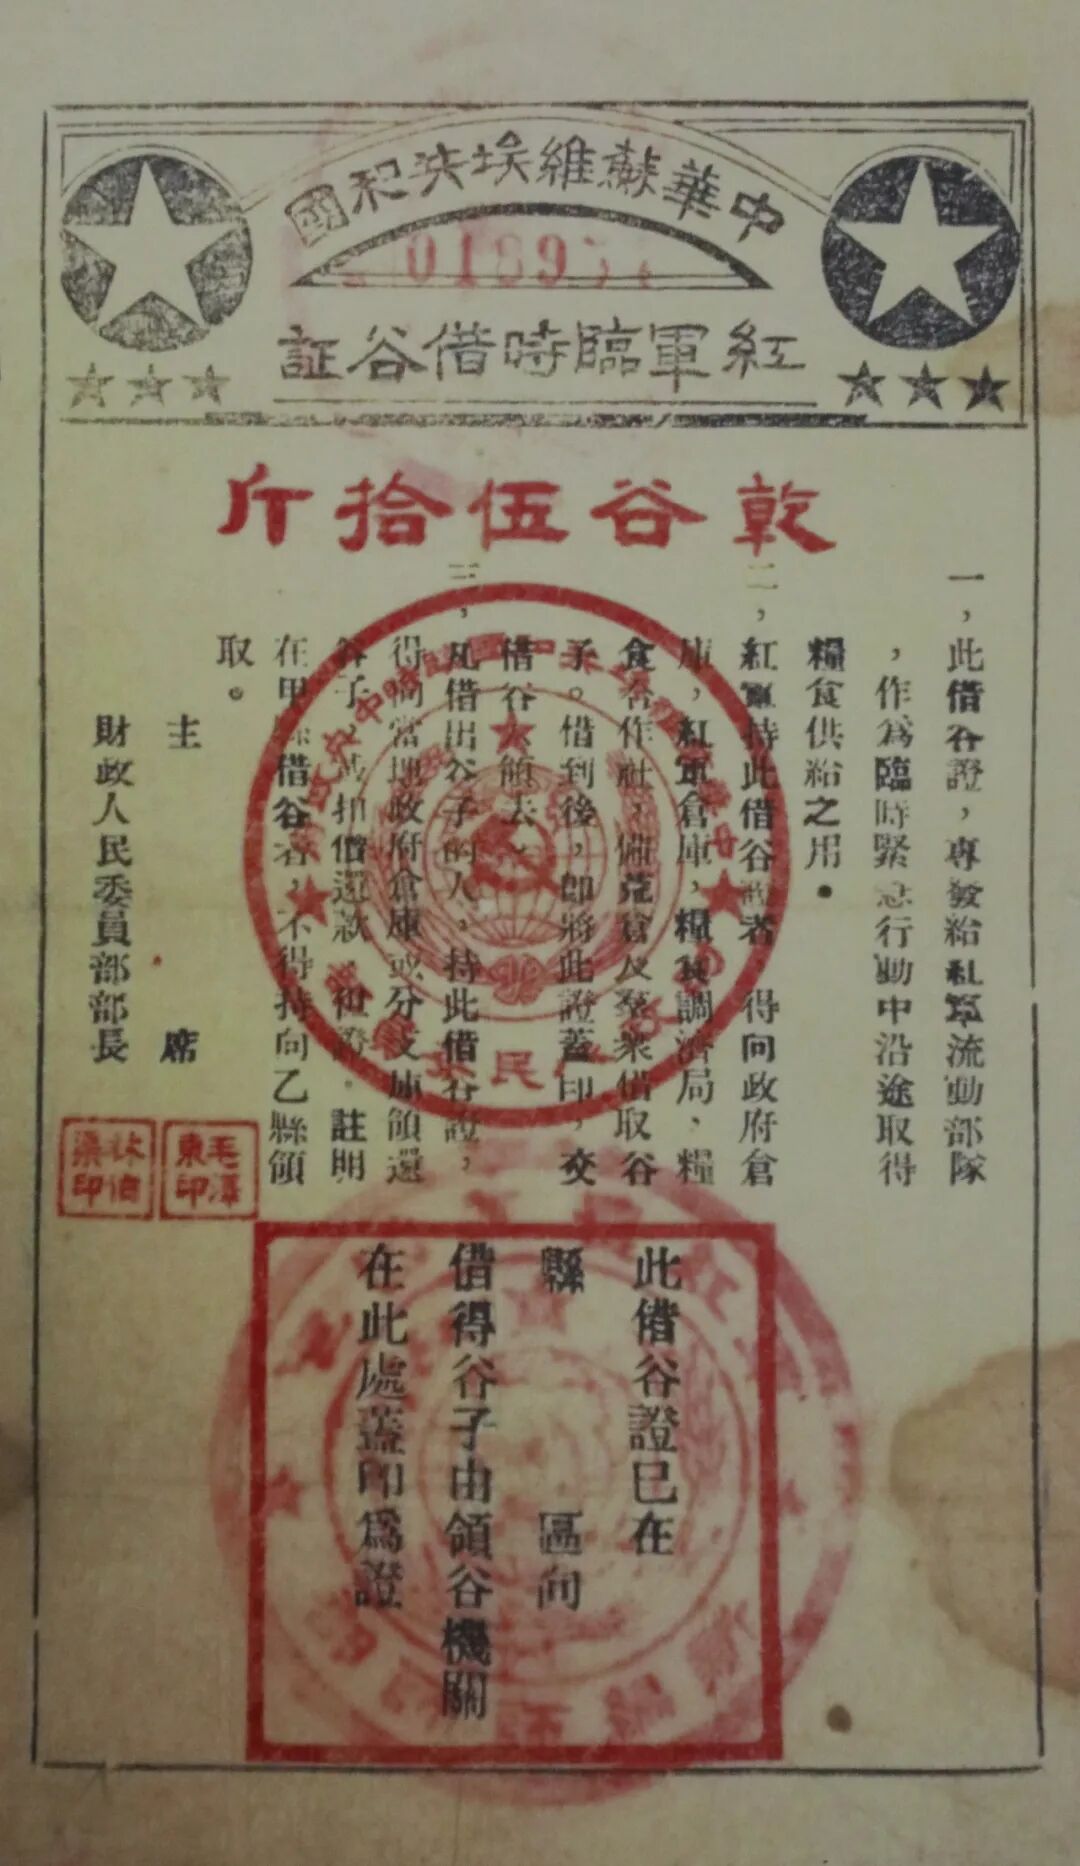 中華蘇維埃共和國
紅軍臨時借谷証
乾谷伍拾斤
一，此借谷證，專發給紅軍流動部隊
，作爲臨時緊急行動中沿途取得
糧食供給之用。
二，紅軍持此借谷證者 得向政府倉
庫，紅軍倉庫，糧食調濟局，糧
食合作社，備荒倉及羣衆借取谷
子。借到後，即將此證蓋印，交
借谷人領去。
三，凡借出谷子的人，持此借谷證，
得向當地政府倉庫或分支庫領還
谷子，或扣價還款 但證 註明
在甲縣借谷者，不得持向乙縣領
取。
主席
財政人民委員部部長
毛澤東印
林伯渠印
此借谷證已在
縣 區向
借得谷子由領谷機關
在此處蓋印爲證